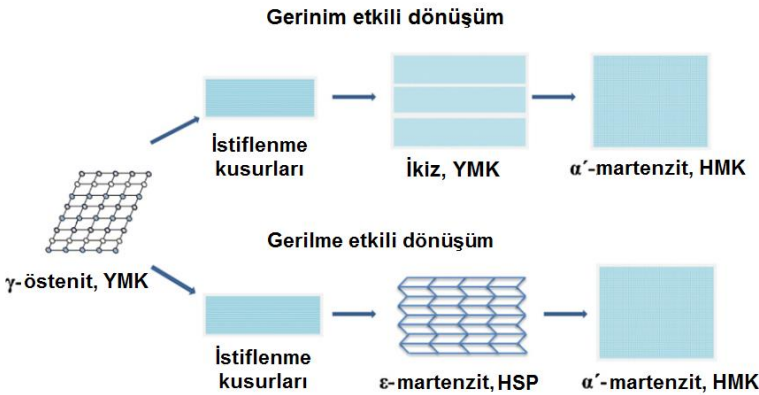 Gerinim etkili dönüşüm
İstiflenme
kusurları
İkiz, YMK
α´-martenzit, HMK
γ-östenit, YMK
Gerilme etkili dönüşüm
İstiflenme
kusurları
ε-martenzit, HSP
α´-martenzit, HMK